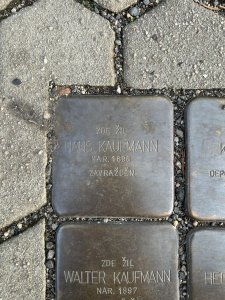 ZDE ŽIL
HANS KAUFMANN
NAR. 1896
ZAVRAŽDĚN
ZDE ŽIL
WALTER KAUFMANN
NAR. 1897